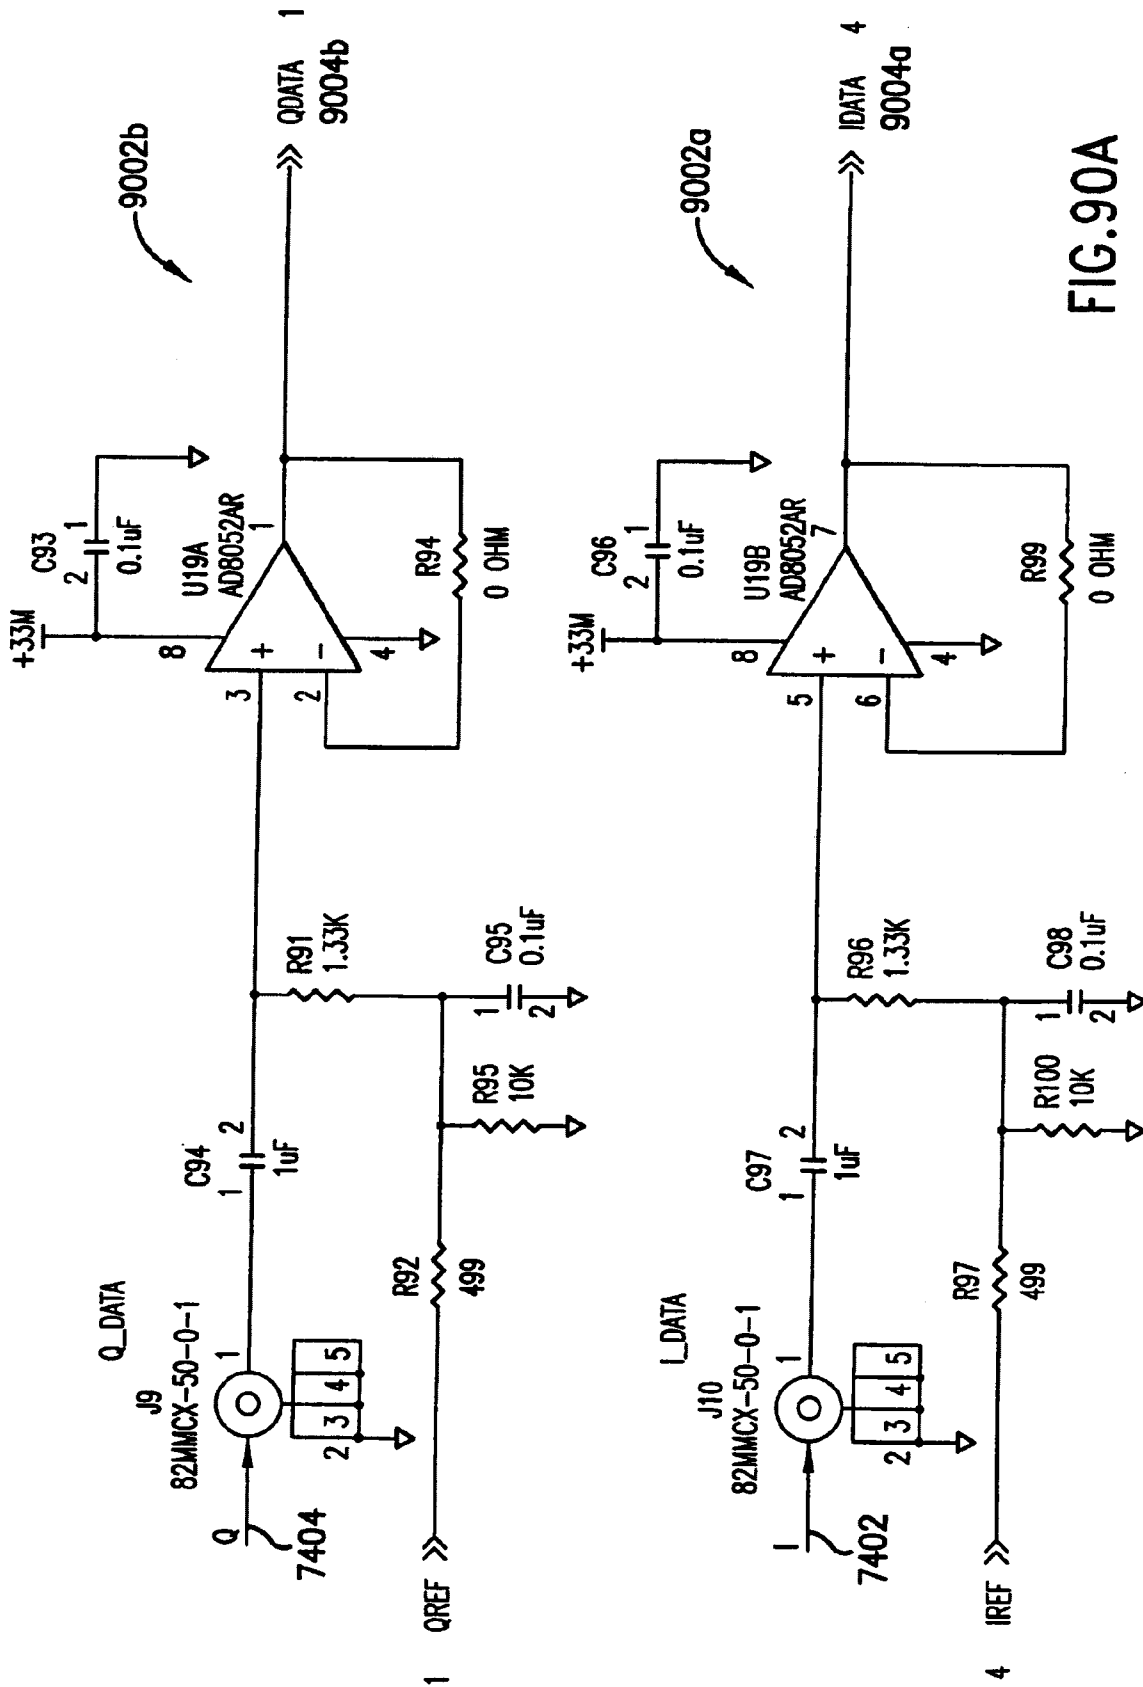 Q
7404
J9
82MMCX-50-0-1
Q_DATA
1
2 3 4 5
1 C94 2
1uF
1 QREF
R92
499
R95
10K
R91
1.33K
1 C95
2 0.1uF
+33M
C93
2 1
0.1uF
8
U19A
AD8052AR
3 +
2 -
4
1
R94
0 OHM
9002b
QDATA 1
9004b
I
7402
J10
82MMCX-50-0-1
I_DATA
1
2 3 4 5
1 C97 2
1uF
4 IREF
R97
499
R100
10K
R96
1.33K
1 C98
2 0.1uF
+33M
C96
2 1
0.1uF
8
U19B
AD8052AR
5 +
6 -
4
7
R99
0 OHM
9002a
IDATA 4
9004a
FIG.90A